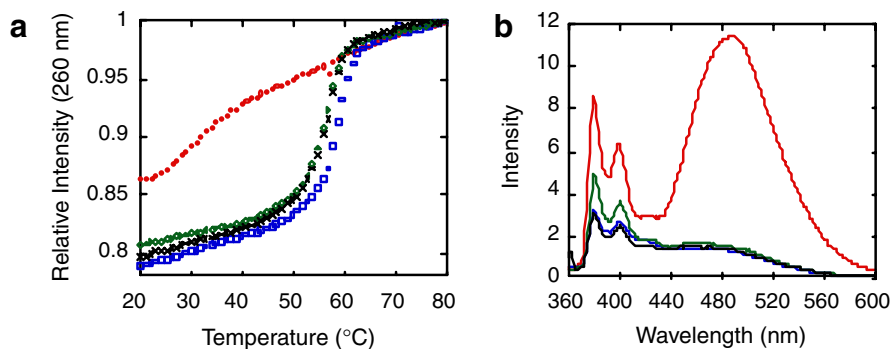 a
Relative Intensity (260 nm)
1
0.95
0.9
0.85
0.8
20 30 40 50 60 70 80
Temperature (°C)
b
Intensity
12
10
8
6
4
2
0
360 400 440 480 520 560 600
Wavelength (nm)